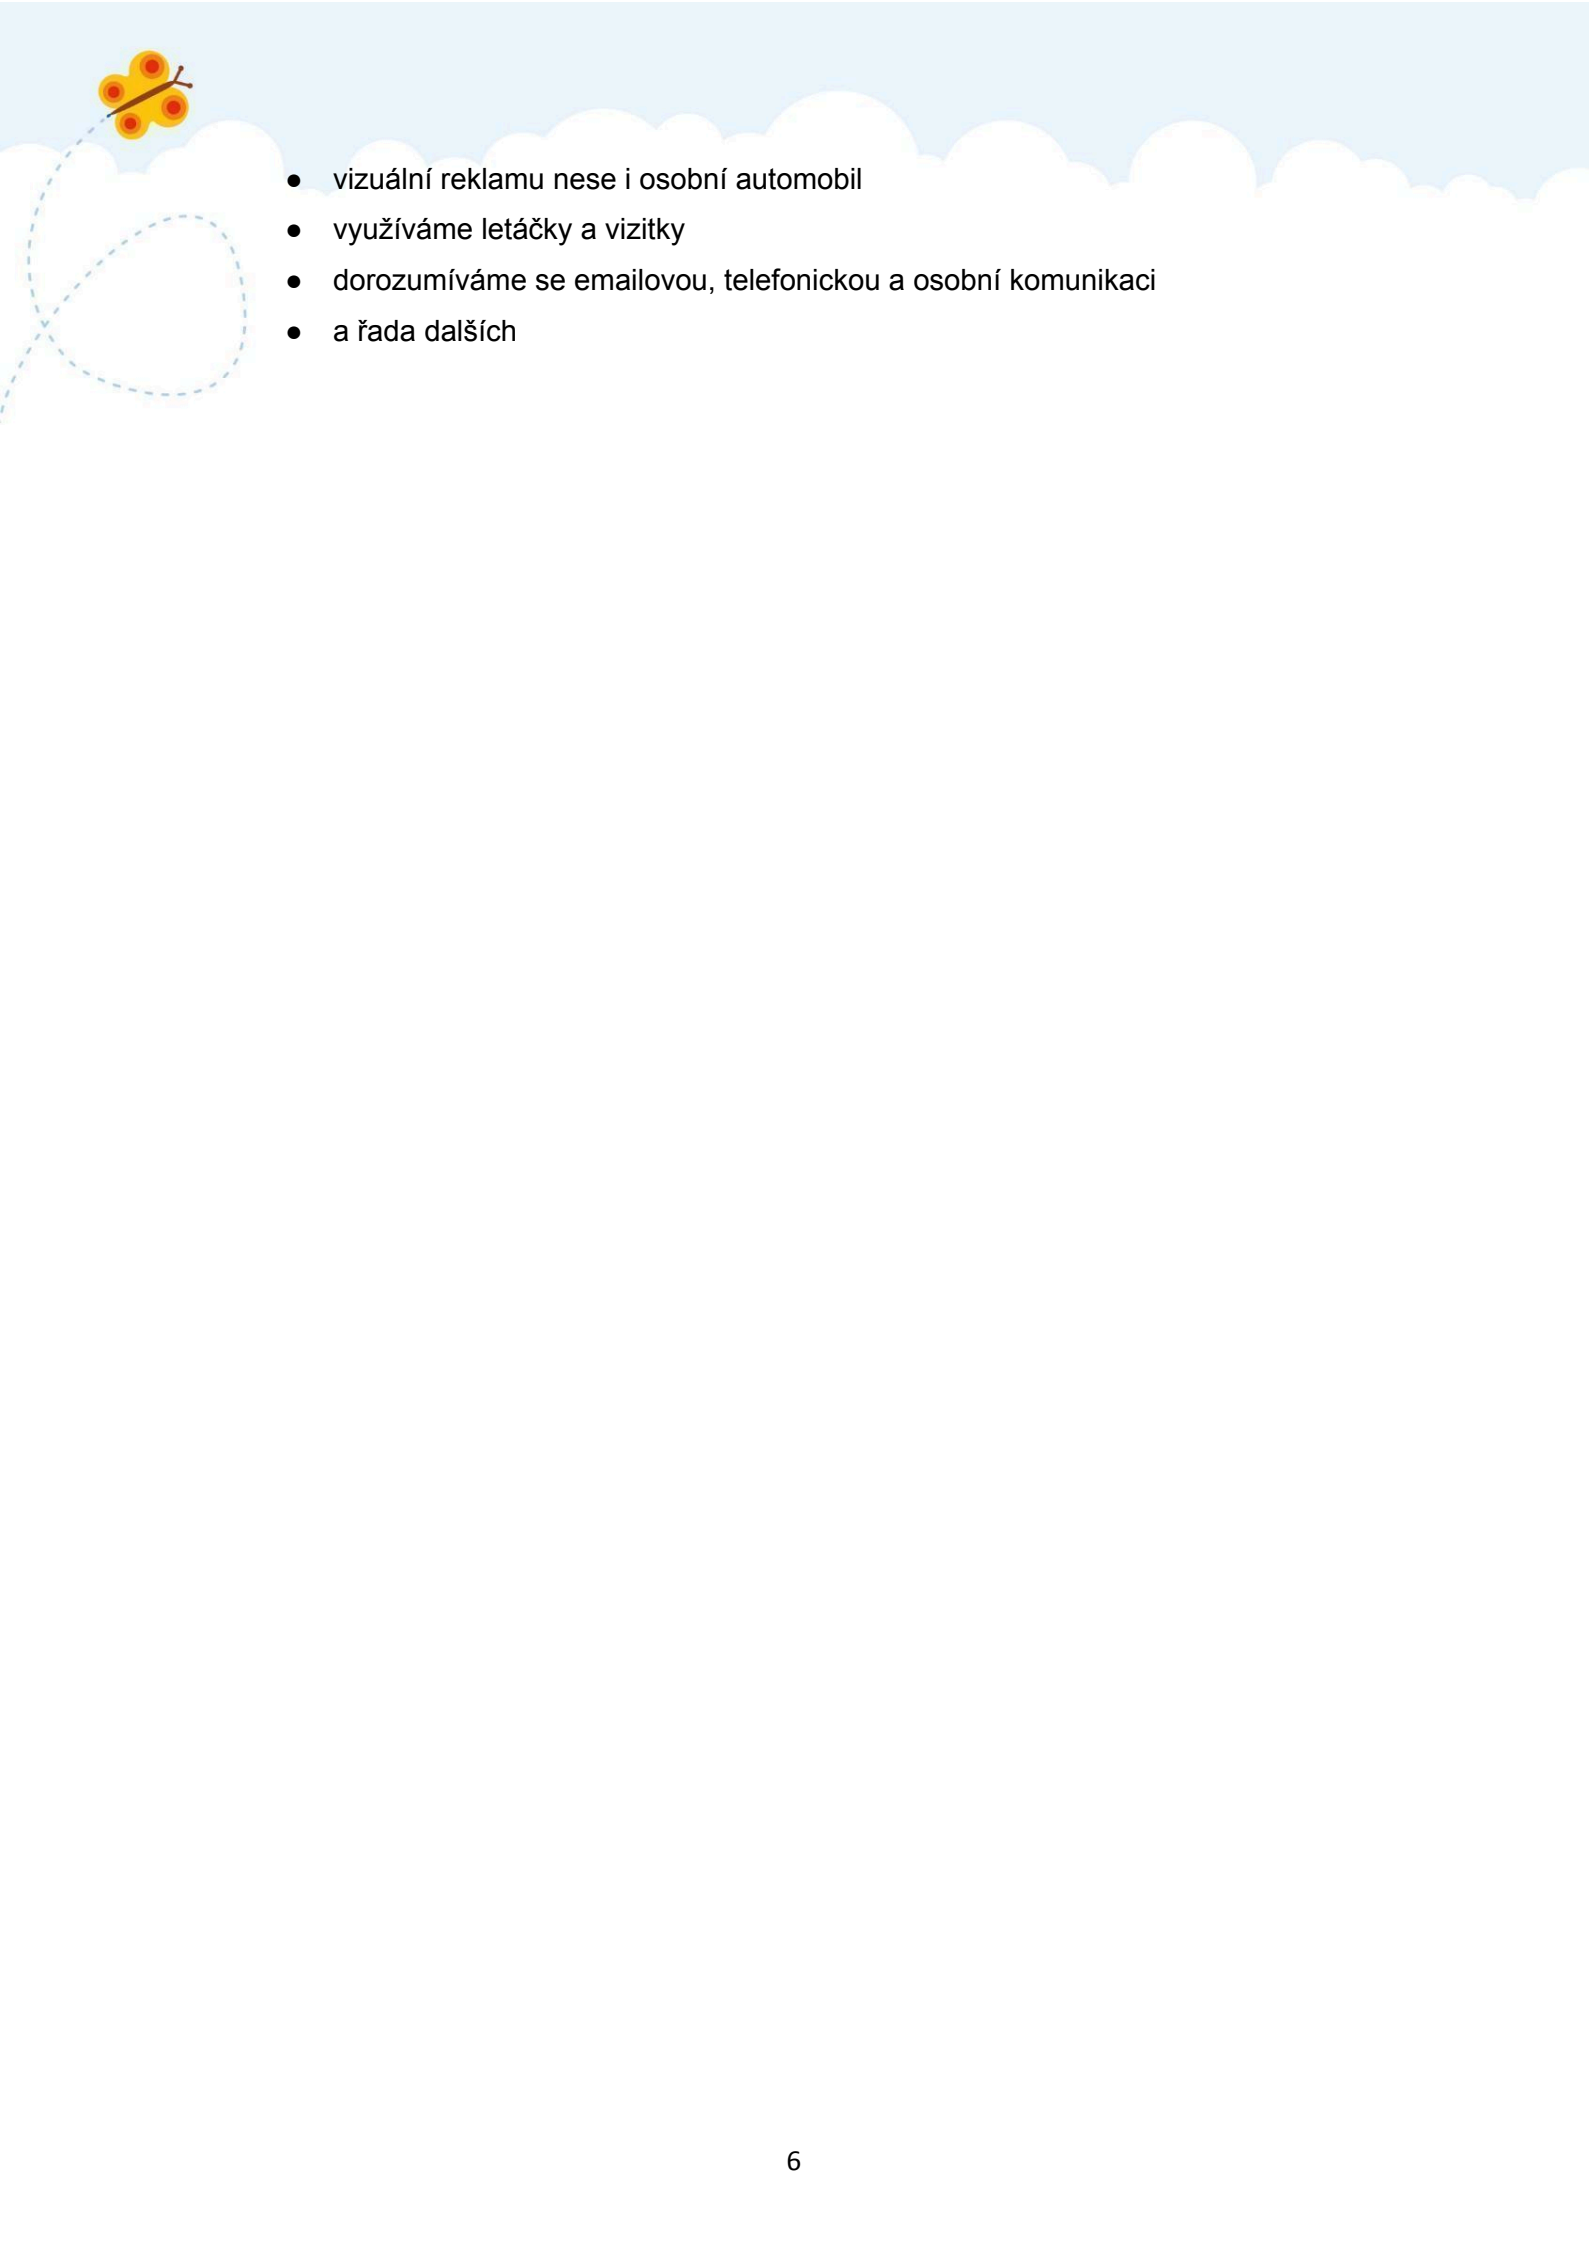 ● vizuální reklamu nese i osobní automobil
● využíváme letáčky a vizitky
● dorozumíváme se emailovou, telefonickou a osobní komunikaci
● a řada dalších
6